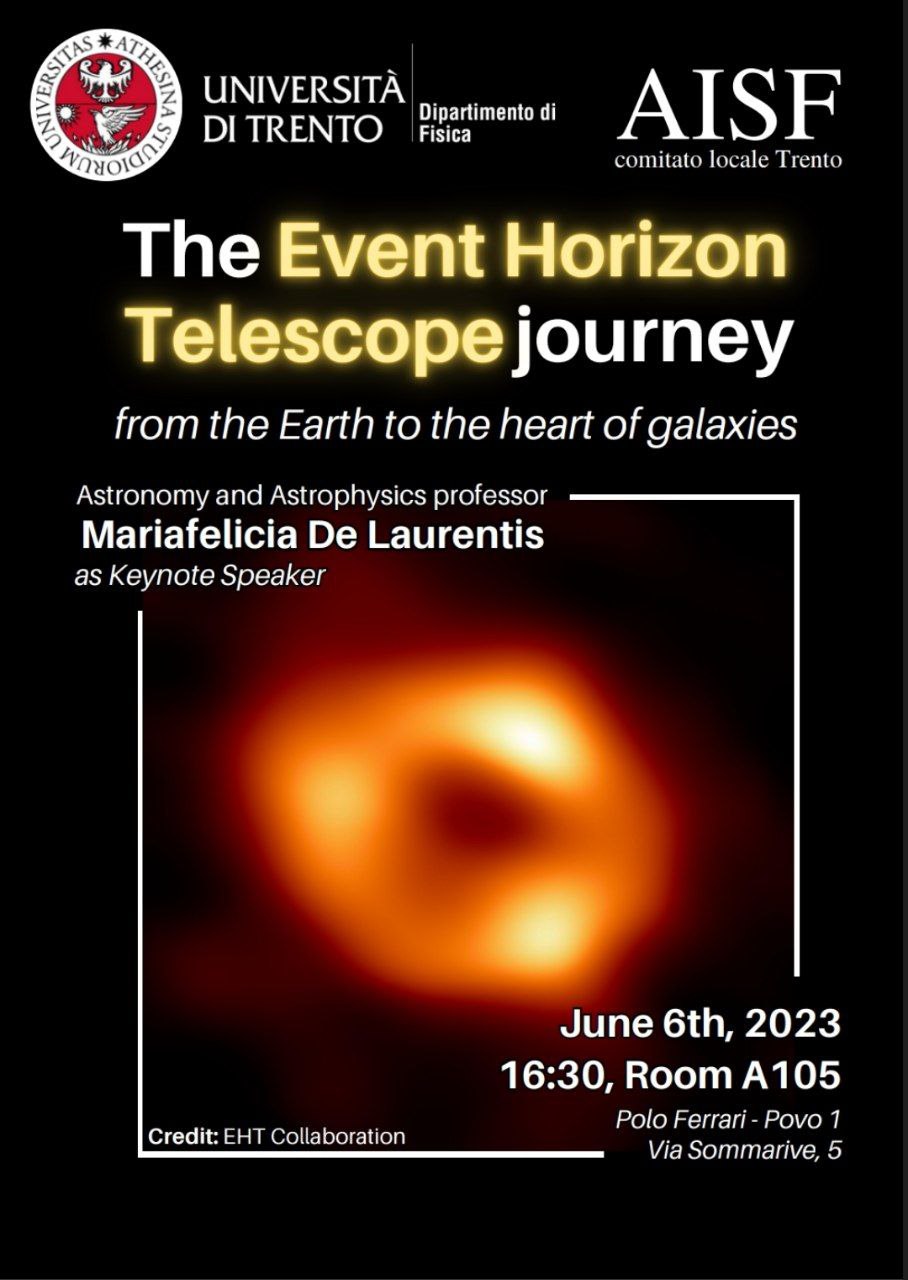 UNIVERSITAS ATHESINA STUDIORUM
UNIVERSITÀ
DI TRENTO
Dipartimento di
Fisica
AISF
comitato locale Trento
The Event Horizon
Telescope journey
from the Earth to the heart of galaxies
Astronomy and Astrophysics professor
Mariafelicia De Laurentis
as Keynote Speaker
June 6th, 2023
16:30, Room A105
Polo Ferrari - Povo 1
Via Sommarive, 5
Credit: EHT Collaboration